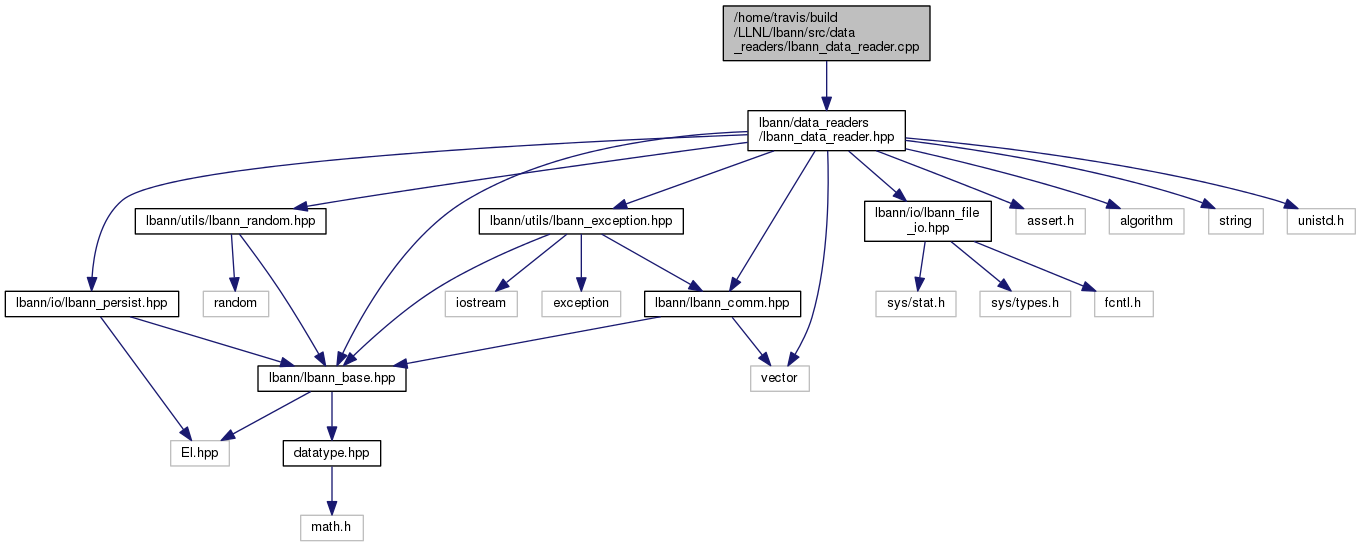 /home/travis/build
/LLNL/lbann/src/data
_readers/lbann_data_reader.cpp
lbann/data_readers
/lbann_data_reader.hpp
lbann/utils/lbann_random.hpp
lbann/utils/lbann_exception.hpp
lbann/io/lbann_file
_io.hpp
assert.h
algorithm
string
unistd.h
lbann/io/lbann_persist.hpp
random
iostream
exception
lbann/lbann_comm.hpp
sys/stat.h
sys/types.h
fcntl.h
lbann/lbann_base.hpp
vector
El.hpp
datatype.hpp
math.h